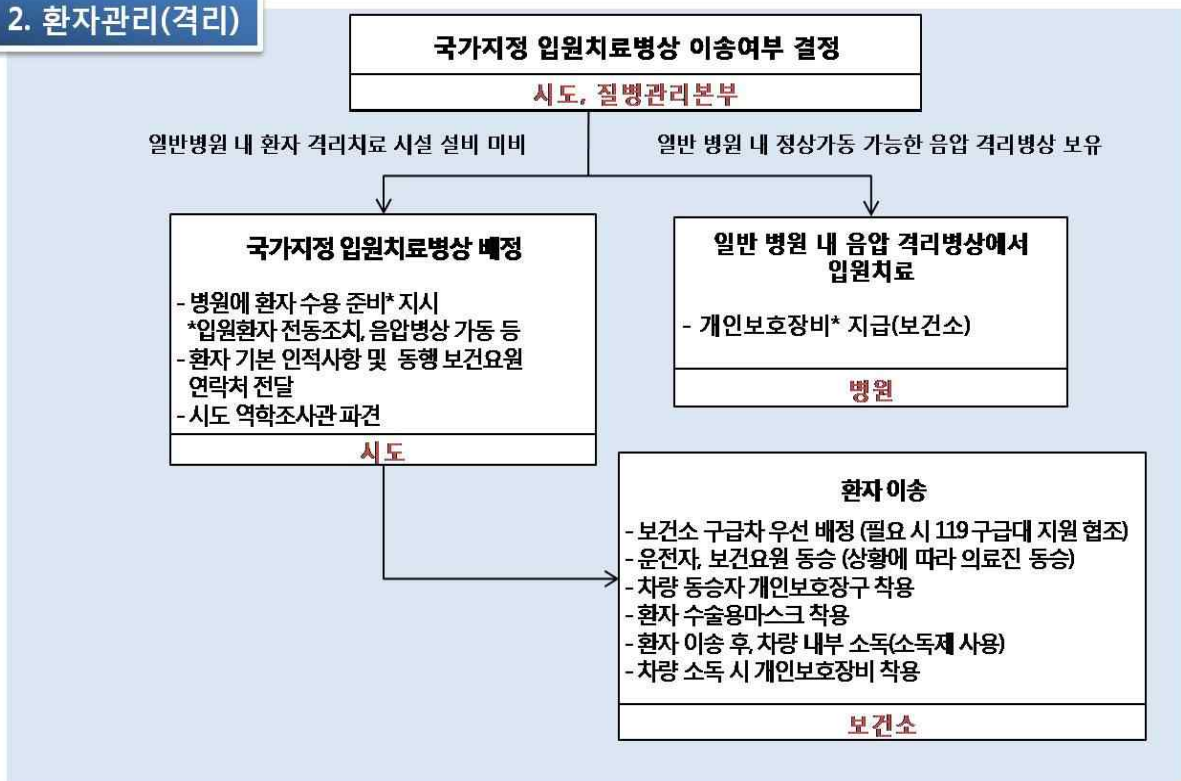 2. 환자관리(격리)
국가지정 입원치료병상 이송여부 결정
시도, 질병관리본부
일반병원 내 환자 격리치료 시설 설비 미비
일반 병원 내 정상가동 가능한 음압 격리병상 보유
국가지정 입원치료병상 배정
- 병원에 환자 수용 준비* 지시
*입원환자 전동조치, 음압병상 가동 등
- 환자 기본 인적사항 및 동행 보건요원
연락처 전달
- 시도 역학조사관 파견
시도
일반 병원 내 음압 격리병상에서
입원치료
- 개인보호장비* 지급(보건소)
병원
환자 이송
- 보건소 구급차 우선 배정 (필요 시 119 구급대 지원 협조)
- 운전자, 보건요원 동승 (상황에 따라 의료진 동승)
- 차량 동승자 개인보호장구 착용
- 환자 수술용마스크 착용
- 환자 이송 후, 차량 내부 소독(소독제 사용)
- 차량 소독 시 개인보호장비 착용
보건소